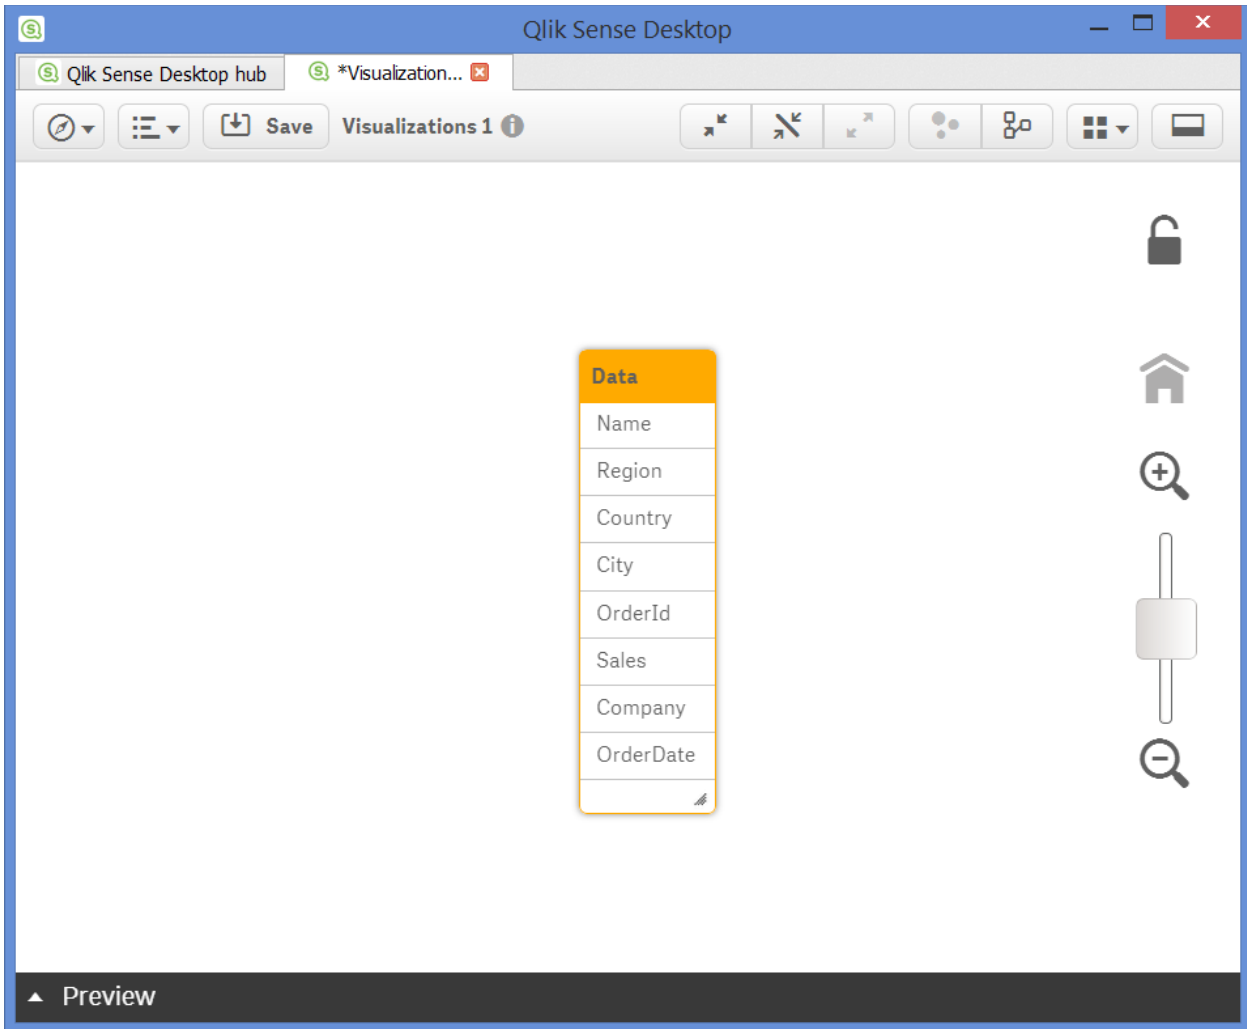 Qlik Sense Desktop
Qlik Sense Desktop hub
*Visualization...
Save
Visualizations 1
Data
Name
Region
Country
City
OrderId
Sales
Company
OrderDate
Preview